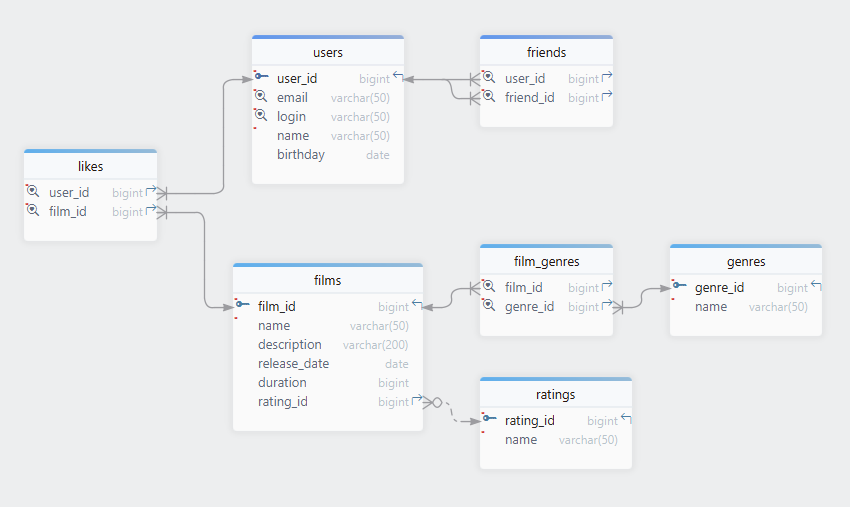 users
user_id bigint
email varchar(50)
login varchar(50)
name varchar(50)
birthday date
friends
user_id bigint
friend_id bigint
likes
user_id bigint
film_id bigint
films
film_id bigint
name varchar(50)
description varchar(200)
release_date date
duration bigint
rating_id bigint
film_genres
film_id bigint
genre_id bigint
genres
genre_id bigint
name varchar(50)
ratings
rating_id bigint
name varchar(50)